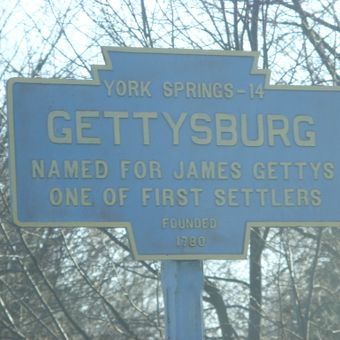 YORK SPRINGS-14
GETTYSBURG
NAMED FOR JAMES GETTYS
ONE OF FIRST SETTLERS
FOUNDED
1780